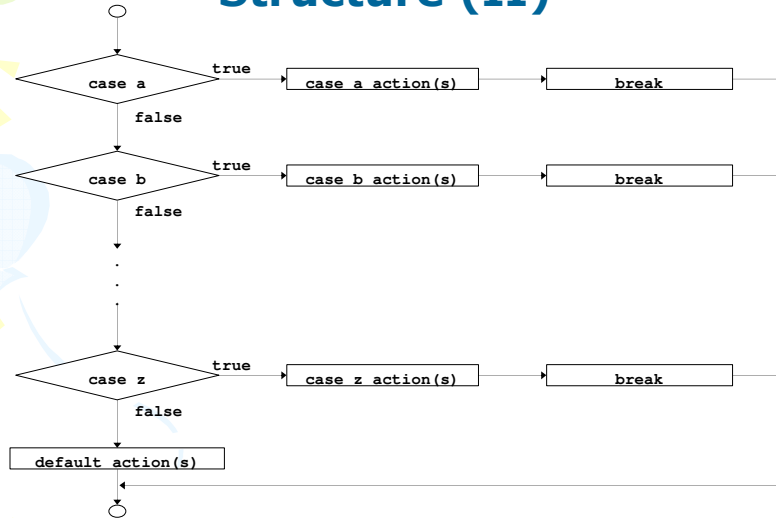 Structure (II)
case a true case a action(s) break
false
case b true case b action(s) break
false
.
.
.
case z true case z action(s) break
false
default action(s)